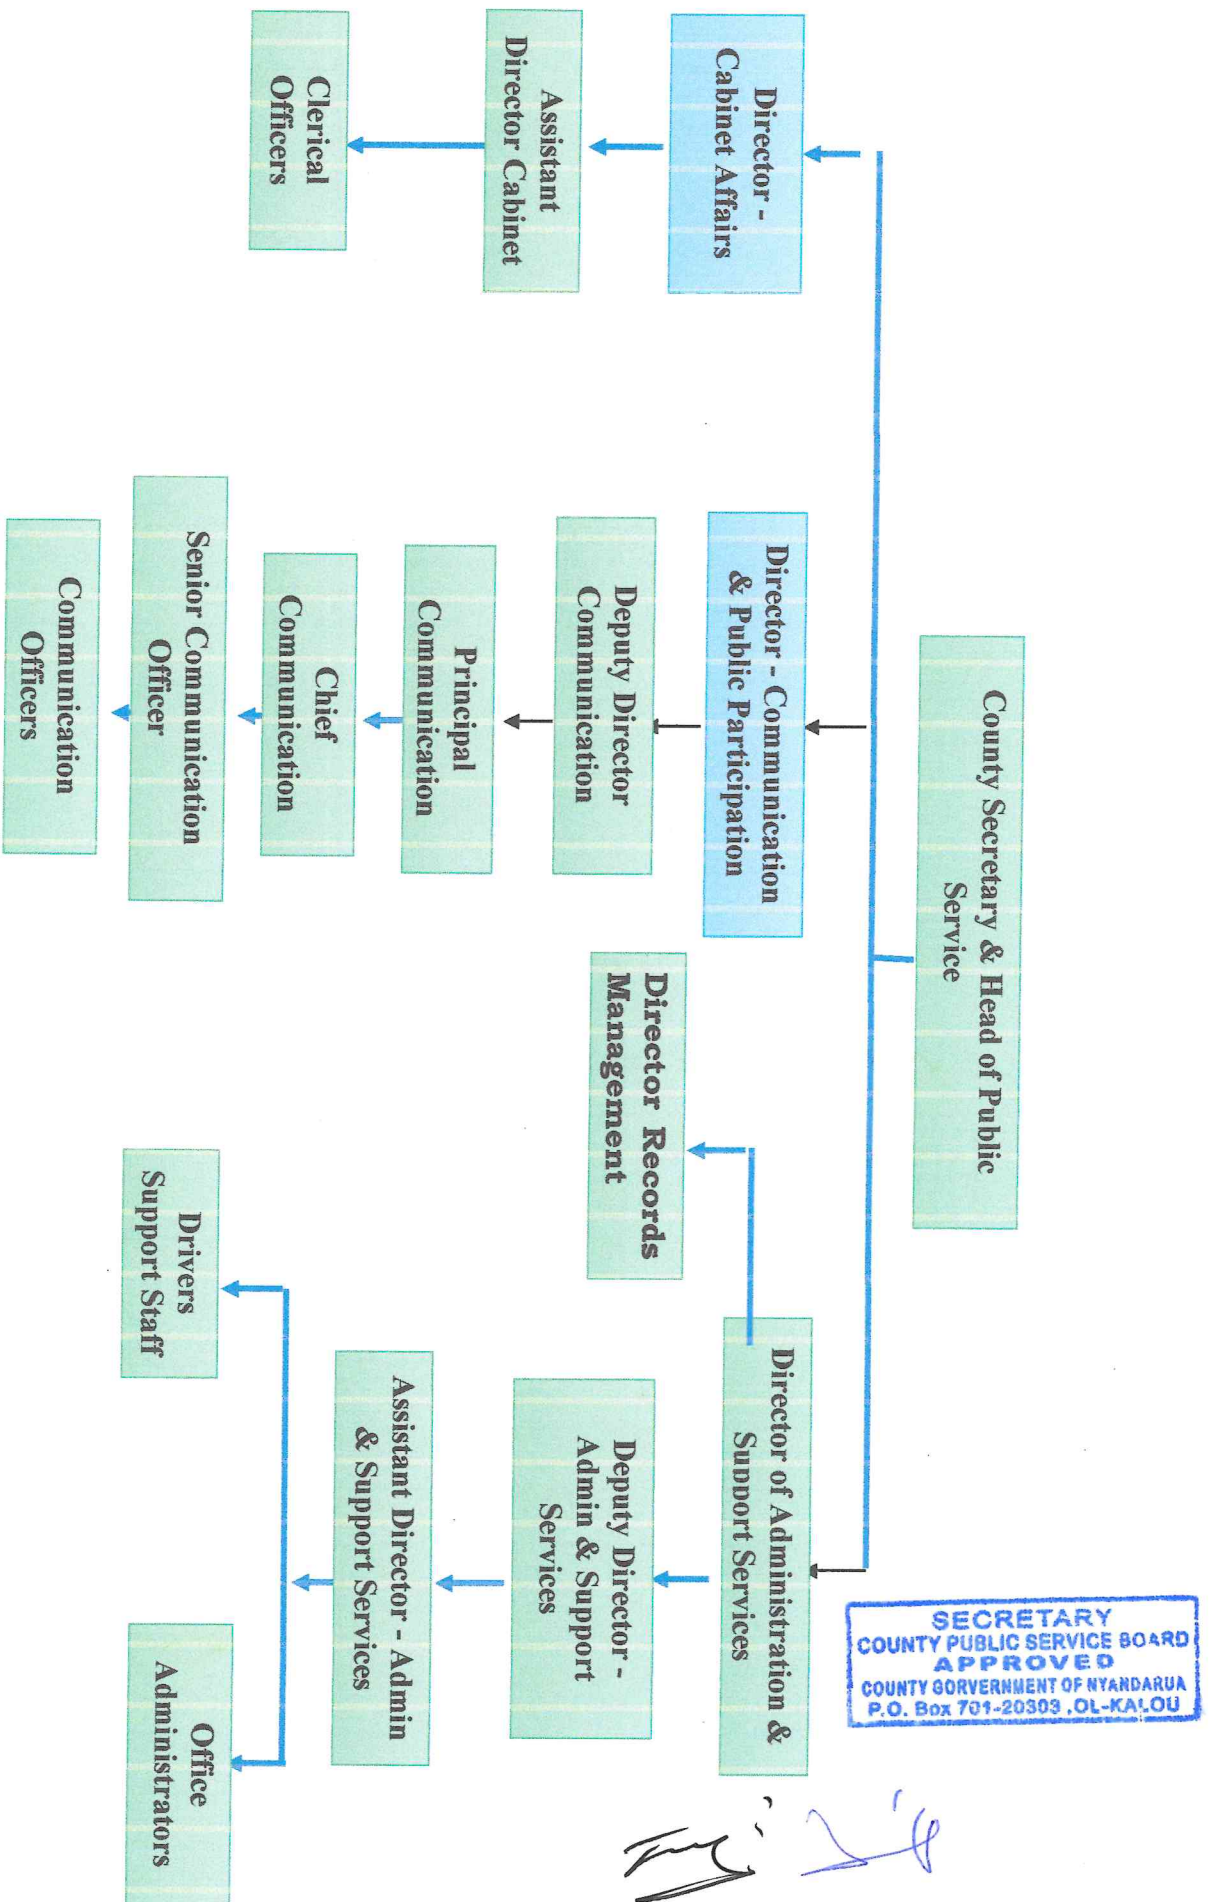 County Secretary & Head of Public
Service
Director -
Cabinet Affairs
Assistant
Director Cabinet
Clerical
Officers
Director - Communication
& Public Participation
Deputy Director
Communication
Principal
Communication
Chief
Communication
Senior Communication
Officer
Communication
Officers
Director of Administration &
Support Services
Director Records
Management
Deputy Director -
Admin & Support
Services
Assistant Director - Admin
& Support Services
Drivers
Support Staff
Office
Administrators
SECRETARY
COUNTY PUBLIC SERVICE BOARD
APPROVED
COUNTY GORVERNMENT OF NYANDARUA
P.O. Box 701-20303 , OL-KALOU